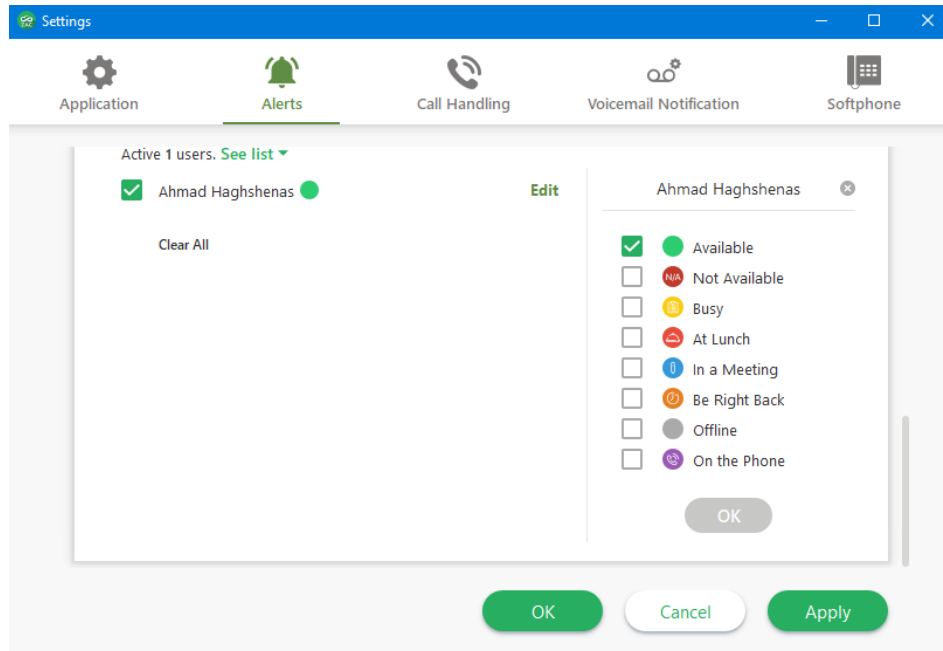 Settings
Application
Alerts
Call Handling
Voicemail Notification
Softphone
Active 1 users. See list
Ahmad Haghshenas
Edit
Clear All
Ahmad Haghshenas
Available
N/A Not Available
Busy
At Lunch
In a Meeting
Be Right Back
Offline
On the Phone
OK
OK
Cancel
Apply